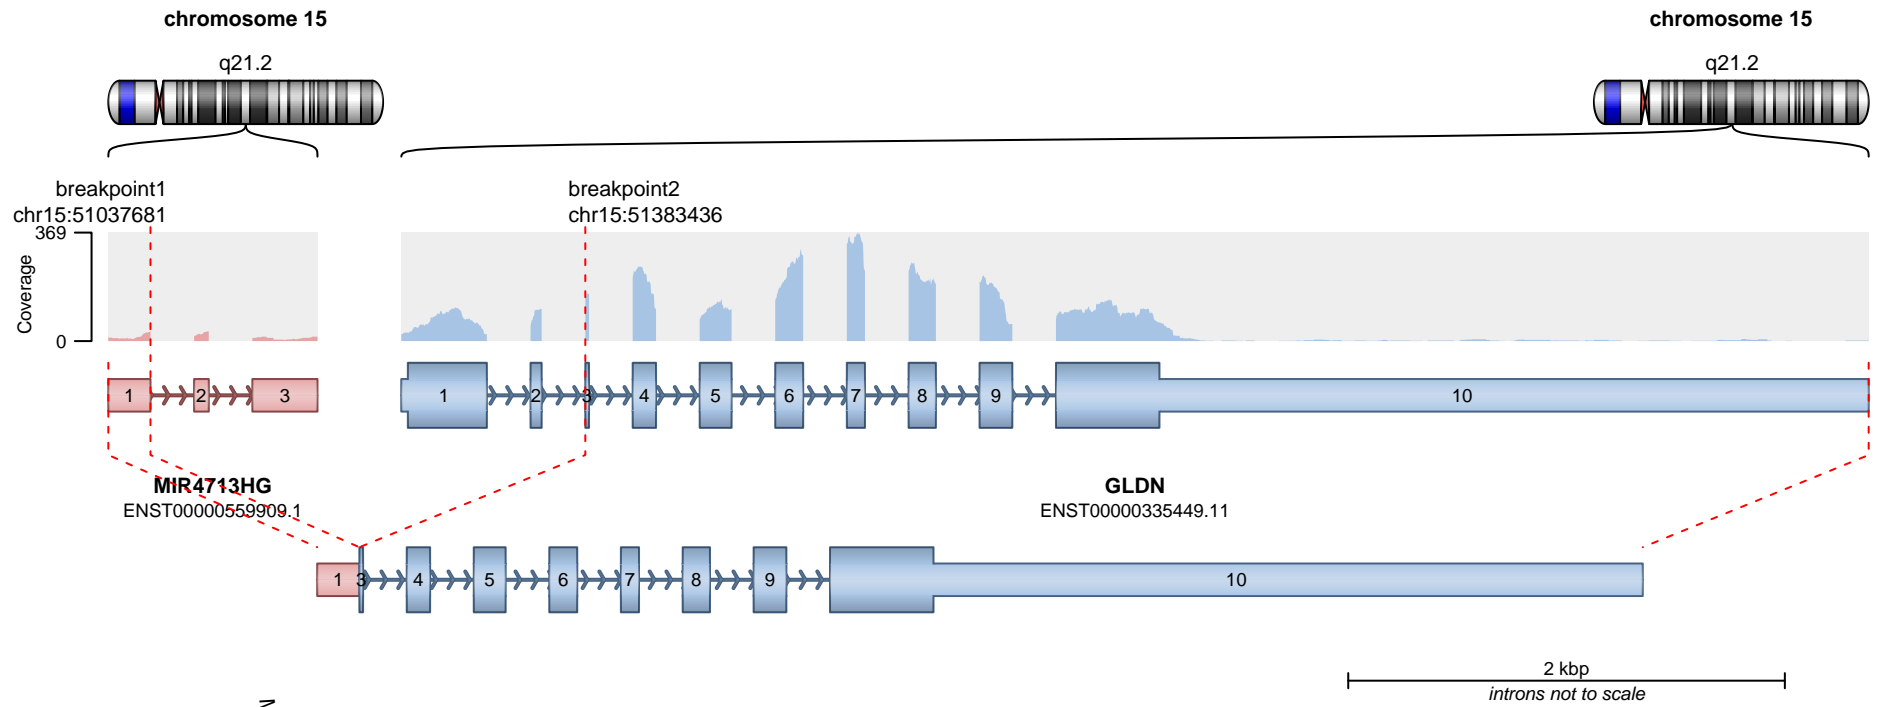 chromosome 15
chromosome 15
q21.2
q21.2
breakpoint1
chr15:51037681
breakpoint2
chr15:51383436
369
Coverage
0
1 2 3
1 2 3 4 5 6 7 8 9 10
MIR4713HG
ENST00000559909.1
GLDN
ENST00000335449.11
1 3 4 5 6 7 8 9 10
2 kbp
introns not to scale